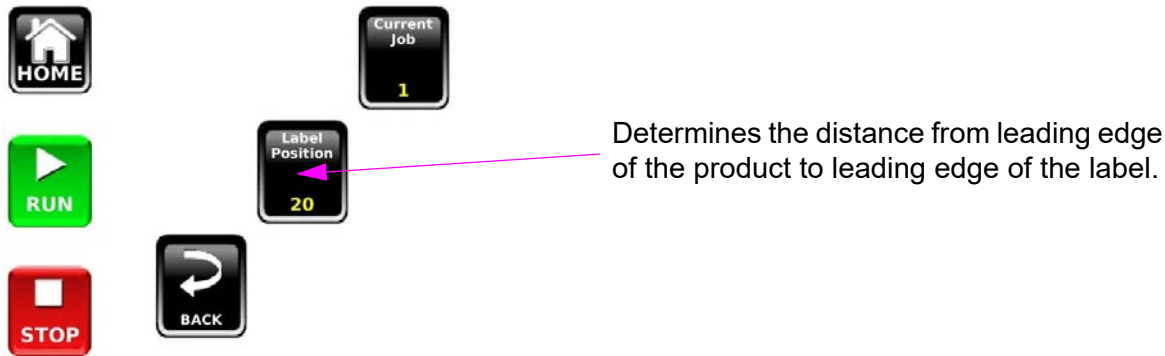 HOME
Current
Job
1
Label
Position
20
Determines the distance from leading edge
of the product to leading edge of the label.
RUN
BACK
STOP